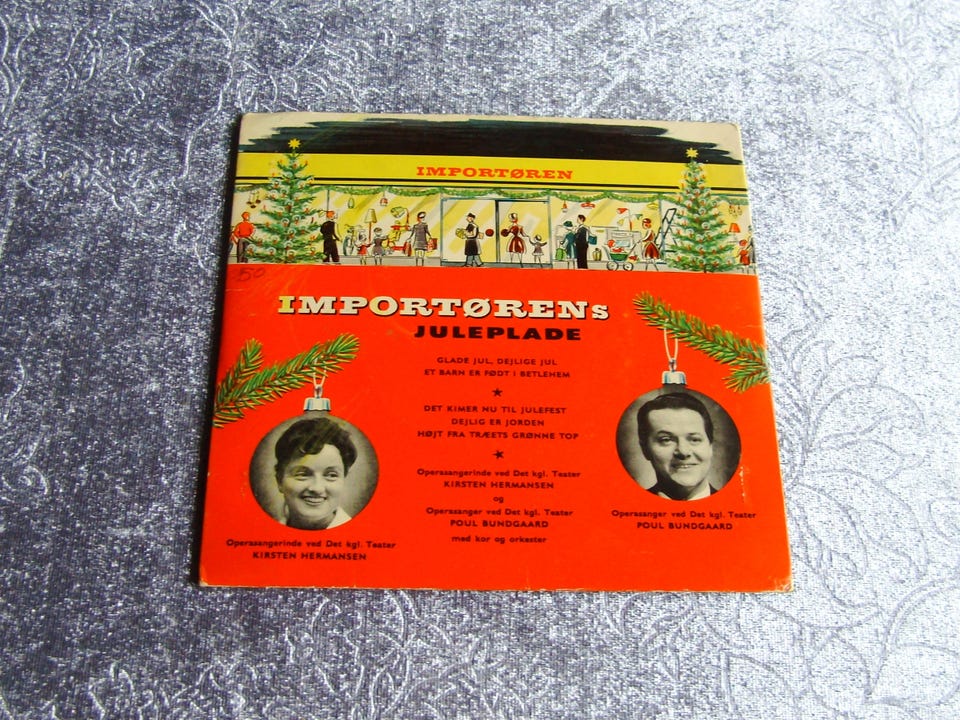 IMPORTØREN
50
IMPORTØRENs
JULEPLADE
GLADE JUL, DEJLIGE JUL
ET BARN ER FØDT I BETLEHEM
DET KIMER NU TIL JULEFEST
DEJLIG ER JORDEN
HØJT FRA TRÆETS GRØNNE TOP
Operasangerinde ved Det kgl. Teater
KIRSTEN HERMANSEN
og
Operasanger ved Det kgl. Teater
POUL BUNDGAARD
med kor og orkester
Operasangerinde ved Det kgl. Teater
KIRSTEN HERMANSEN
Operasanger ved Det kgl. Teater
POUL BUNDGAARD